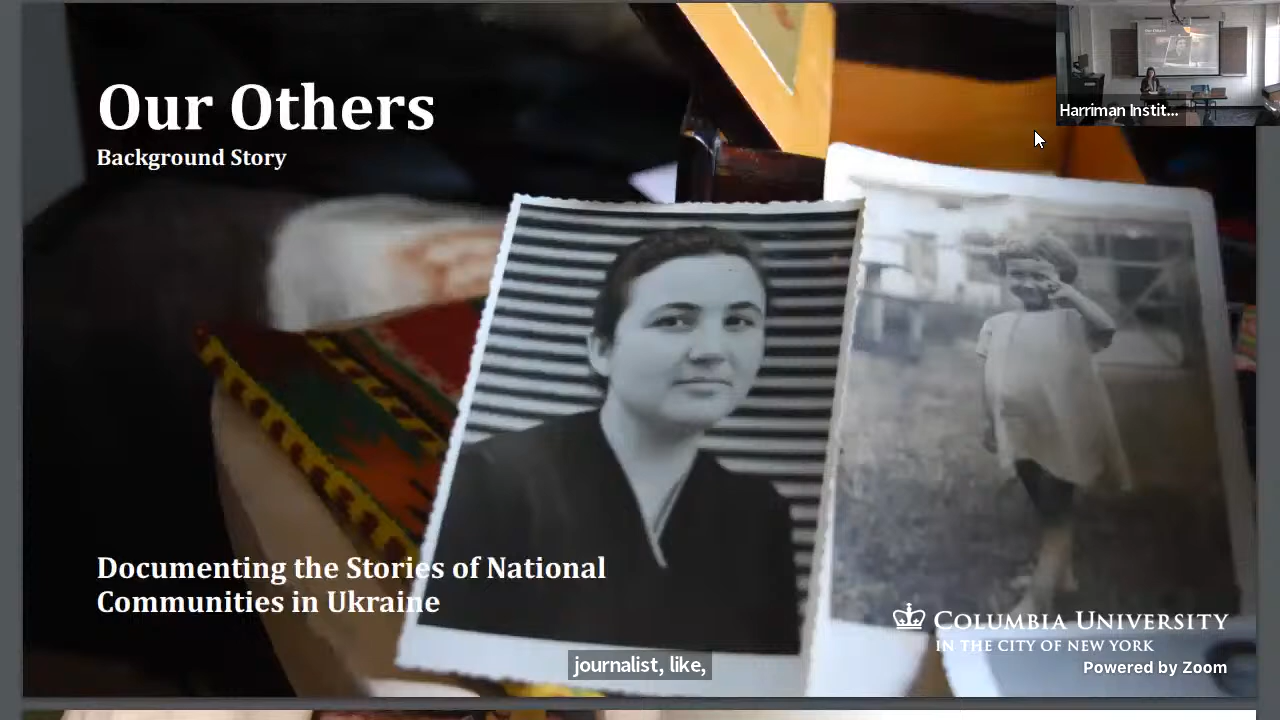 Our Others
Background Story
Harriman Instit...
Documenting the Stories of National
Communities in Ukraine
COLUMBIA UNIVERSITY
IN THE CITY OF NEW YORK
journalist, like,
Powered by Zoom